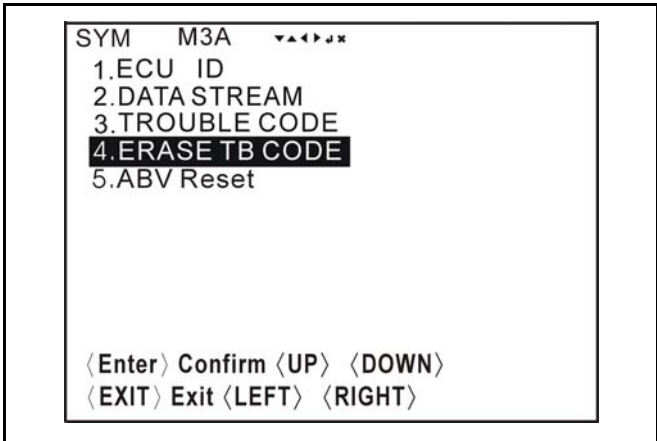 SYM M3A ▼▲◀▶↲✖
1.ECU ID
2.DATA STREAM
3.TROUBLE CODE
4.ERASE TB CODE
5.ABV Reset
〈Enter〉 Confirm 〈UP〉 〈DOWN〉
〈EXIT〉 Exit 〈LEFT〉 〈RIGHT〉